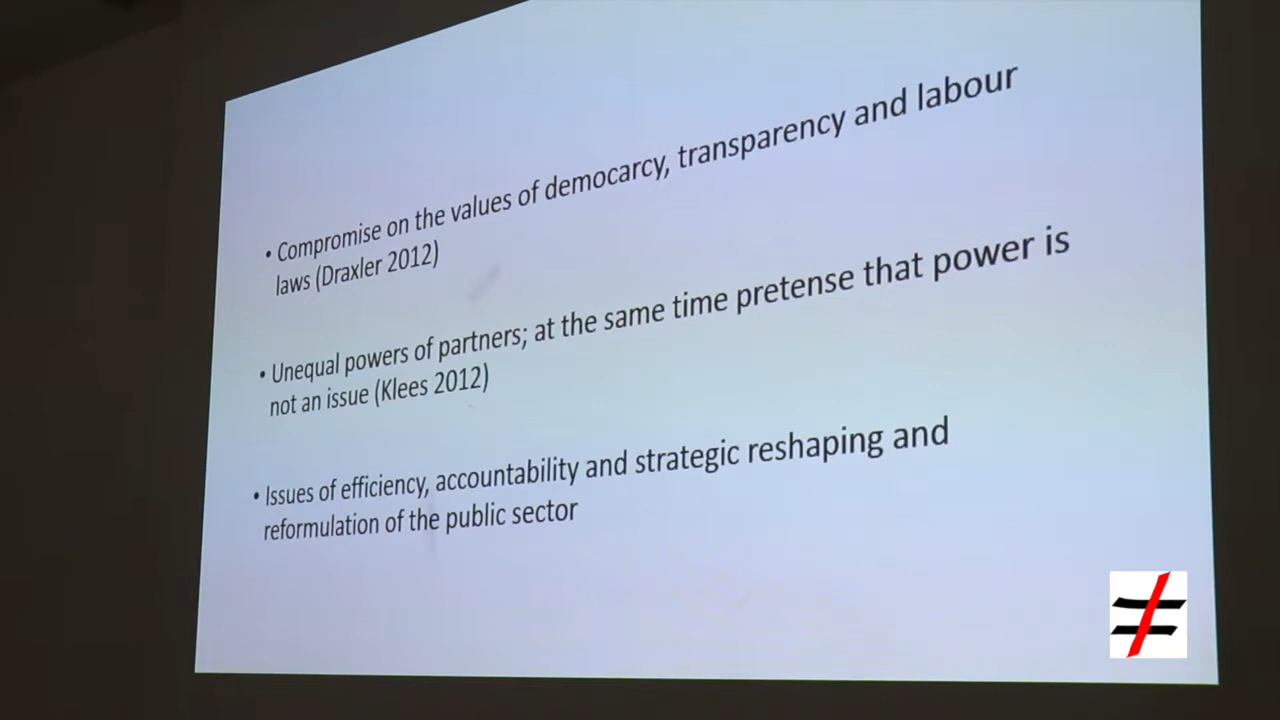 • Compromise on the values of democarcy, transparency and labour
laws (Draxler 2012)
• Unequal powers of partners; at the same time pretense that power is
not an issue (Klees 2012)
• Issues of efficiency, accountability and strategic reshaping and
reformulation of the public sector